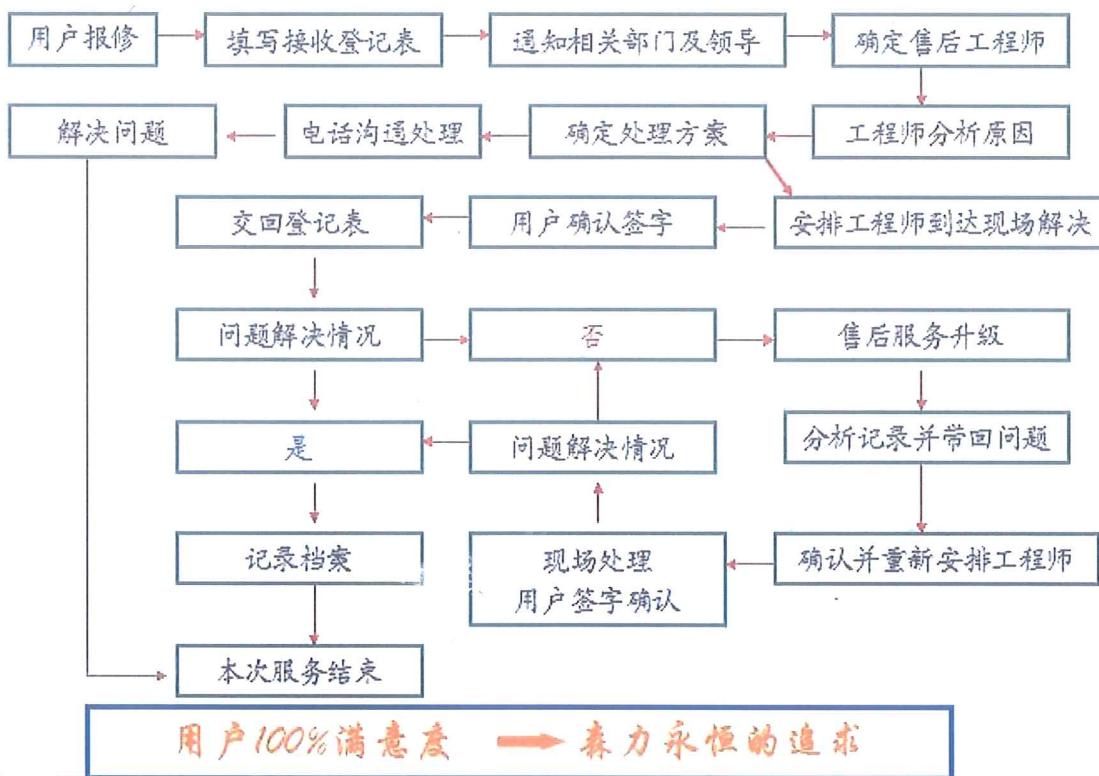 用户报修
填写接收登记表
通知相关部门及领导
确定售后工程师
解决问题
电话沟通处理
确定处理方案
工程师分析原因
交回登记表
用户确认签字
安排工程师到达现场解决
问题解决情况
否
售后服务升级
是
问题解决情况
分析记录并带回问题
记录档案
现场处理
用户签字确认
确认并重新安排工程师
本次服务结束
用户100%满意度
森力永恒的追求